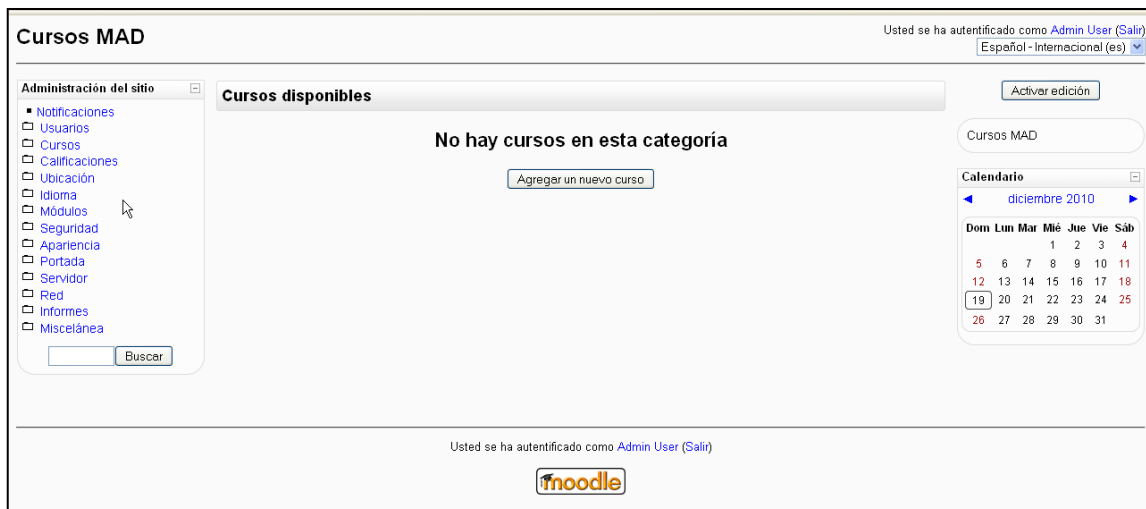 Cursos MAD
Usted se ha autentificado como Admin User (Salir)
Español - Internacional (es)
Administración del sitio
Notificaciones
Usuarios
Cursos
Calificaciones
Ubicación
Idioma
Módulos
Seguridad
Apariencia
Portada
Servidor
Red
Informes
Miscelánea
Buscar
Cursos disponibles
No hay cursos en esta categoría
Agregar un nuevo curso
Activar edición
Cursos MAD
Calendario
diciembre 2010
Dom Lun Mar Mié Jue Vie Sáb
1 2 3 4
5 6 7 8 9 10 11
12 13 14 15 16 17 18
19 20 21 22 23 24 25
26 27 28 29 30 31
Usted se ha autentificado como Admin User (Salir)
moodle